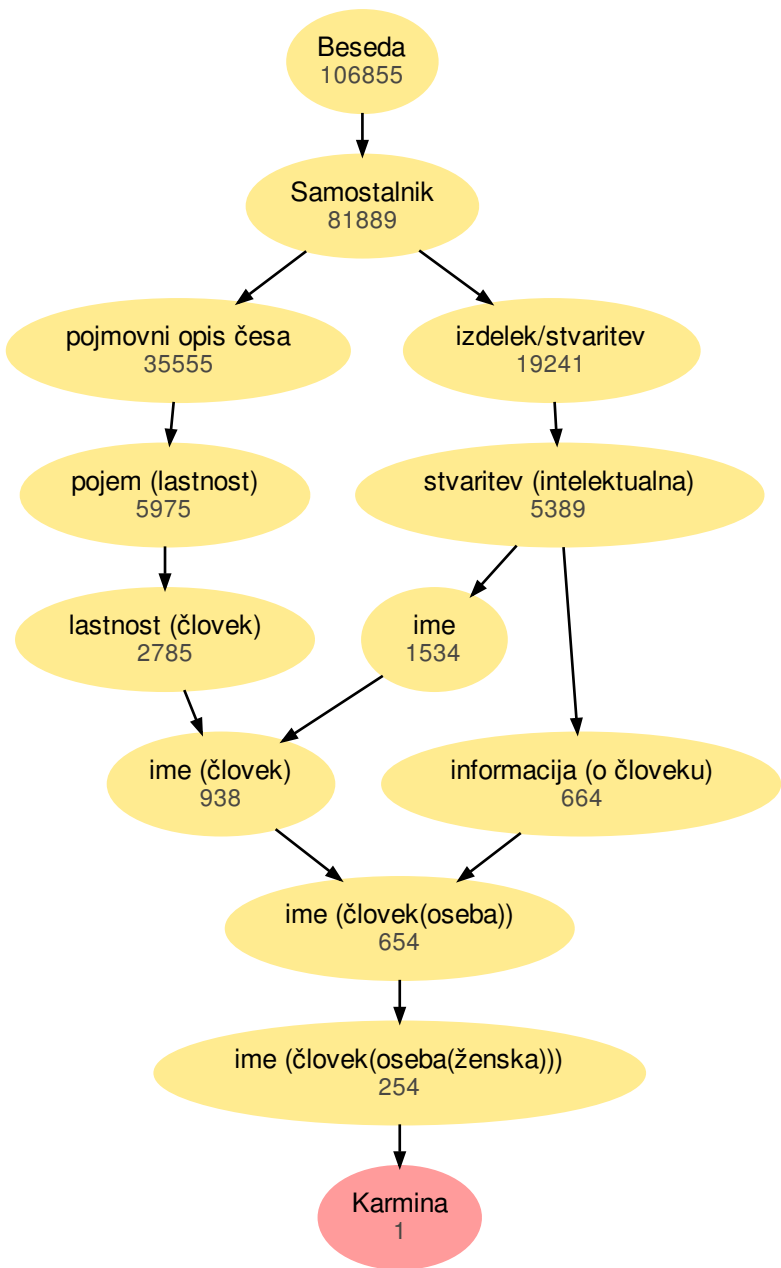 Beseda
106855
Samostalnik
81889
pojmovni opis česa
35555
izdelek/stvaritev
19241
pojem (lastnost)
5975
stvaritev (intelektualna)
5389
lastnost (človek)
2785
ime
1534
ime (človek)
938
informacija (o človeku)
664
ime (človek(oseba))
654
ime (človek(oseba(ženska)))
254
Karmina
1